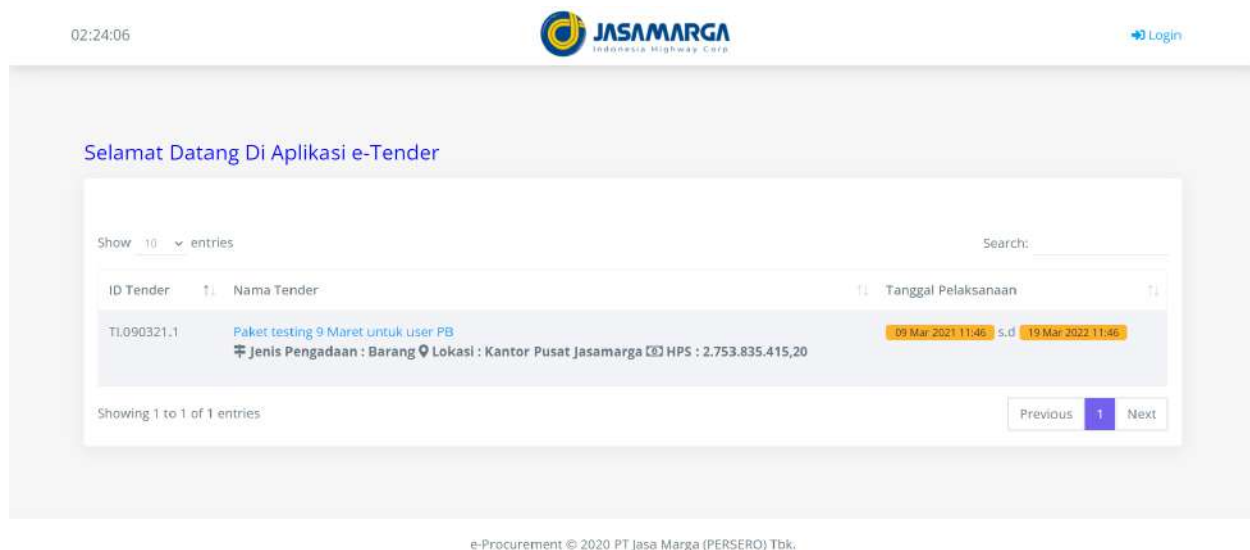 02:24:06
JASAMARGA
Indonesia Highway Corp
Login
Selamat Datang Di Aplikasi e-Tender
Show 10 entries
Search:
ID Tender Nama Tender Tanggal Pelaksanaan
TI.090321.1 Paket testing 9 Maret untuk user PB 09 Mar 2021 11:46 s.d 19 Mar 2022 11:46
Jenis Pengadaan : Barang Lokasi : Kantor Pusat Jasamarga HPS : 2.753.835.415,20
Showing 1 to 1 of 1 entries
Previous 1 Next
e-Procurement © 2020 PT Jasa Marga (PERSERO) Tbk.